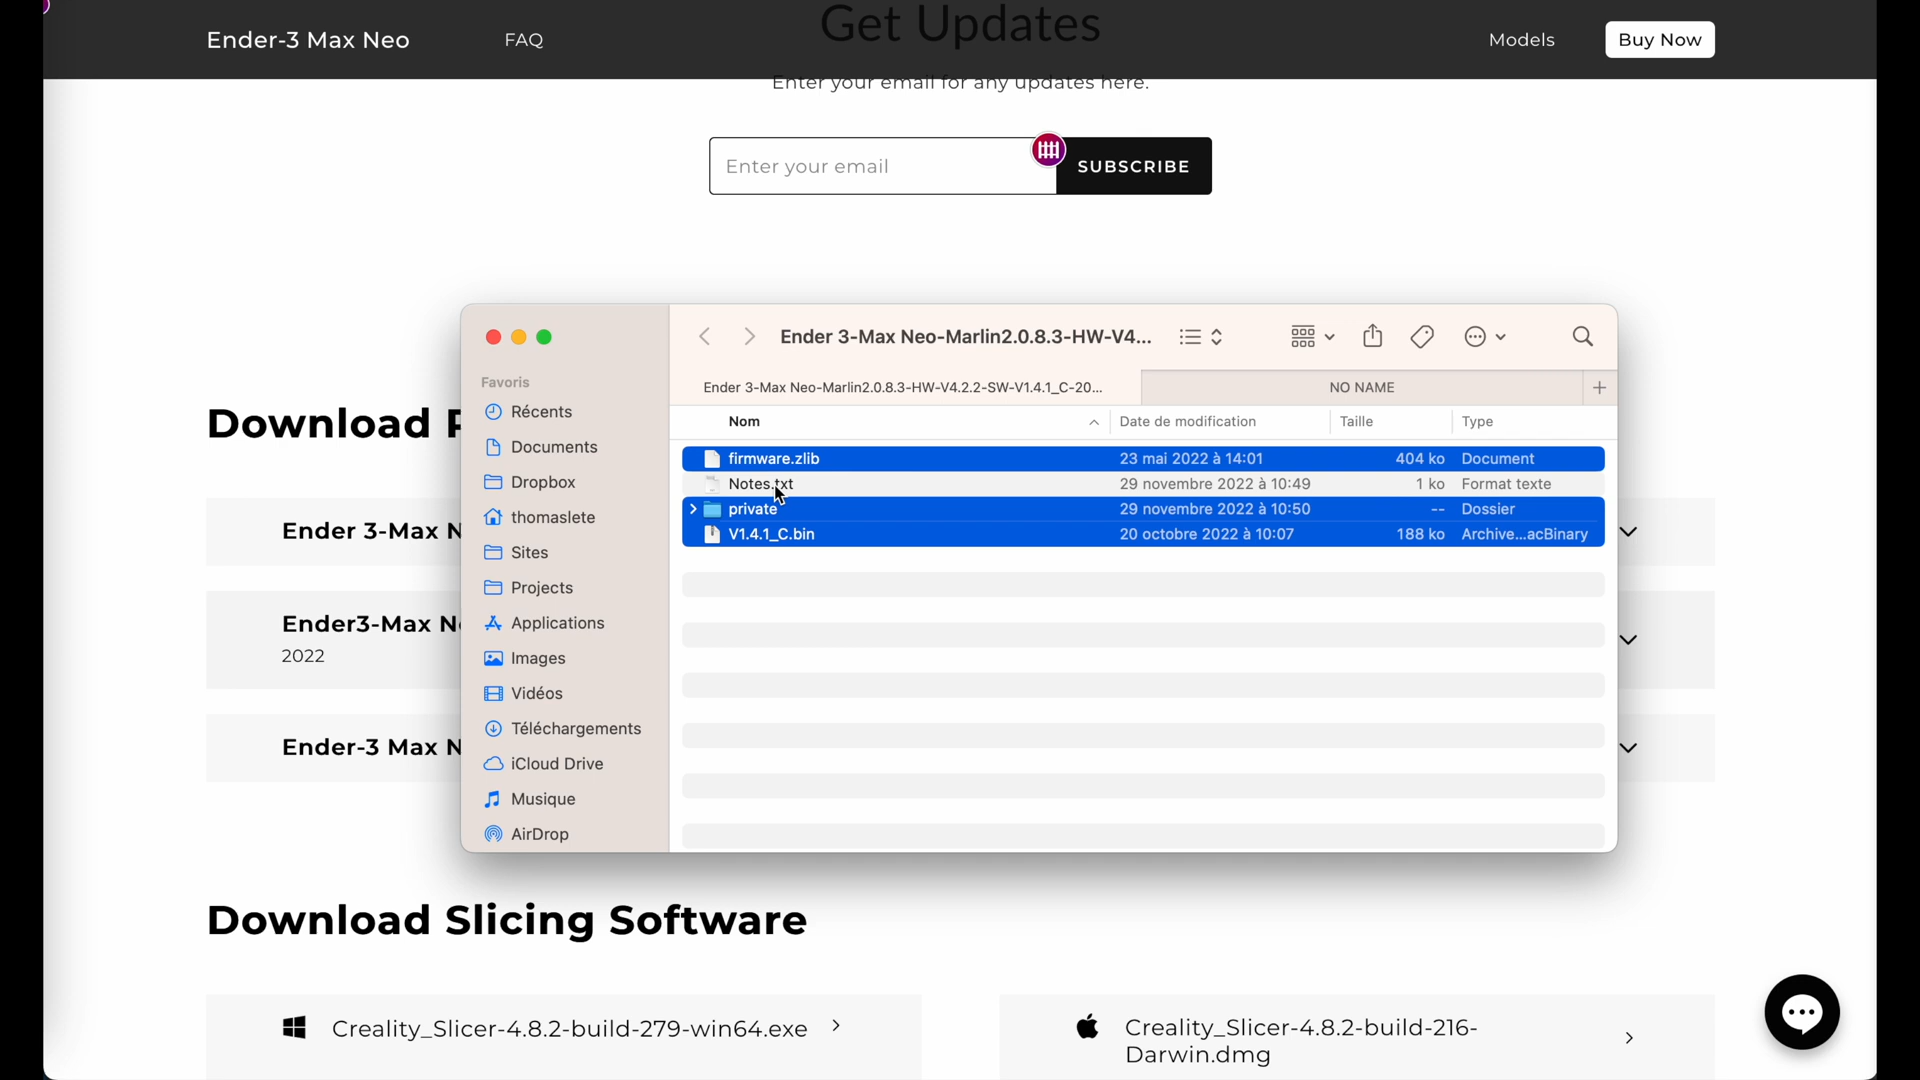 Get Updates
Ender-3 Max Neo
FAQ
Models
Buy Now
Enter your email for any updates here.
Enter your email
SUBSCRIBE
Ender 3-Max Neo-Marlin2.0.8.3-HW-V4...
Ender 3-Max Neo-Marlin2.0.8.3-HW-V4.2.2-SW-V1.4.1_C-20...
NO NAME
Favoris
Récents
Documents
Dropbox
thomaslete
Sites
Projects
Applications
Images
Vidéos
Téléchargements
iCloud Drive
Musique
AirDrop
Nom
Date de modification
Taille
Type
firmware.zlib
23 mai 2022 à 14:01
404 ko
Document
Notes.txt
29 novembre 2022 à 10:49
1 ko
Format texte
private
29 novembre 2022 à 10:50
--
Dossier
V1.4.1_C.bin
20 octobre 2022 à 10:07
188 ko
Archive...acBinary
Download
Ender 3-Max N
Ender3-Max N
2022
Ender-3 Max N
Download Slicing Software
Creality_Slicer-4.8.2-build-279-win64.exe
Creality_Slicer-4.8.2-build-216-
Darwin.dmg